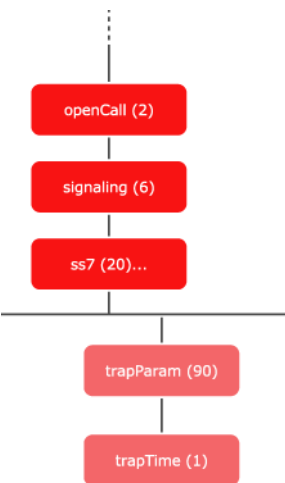 openCall (2)
signaling (6)
ss7 (20)...
trapParam (90)
trapTime (1)